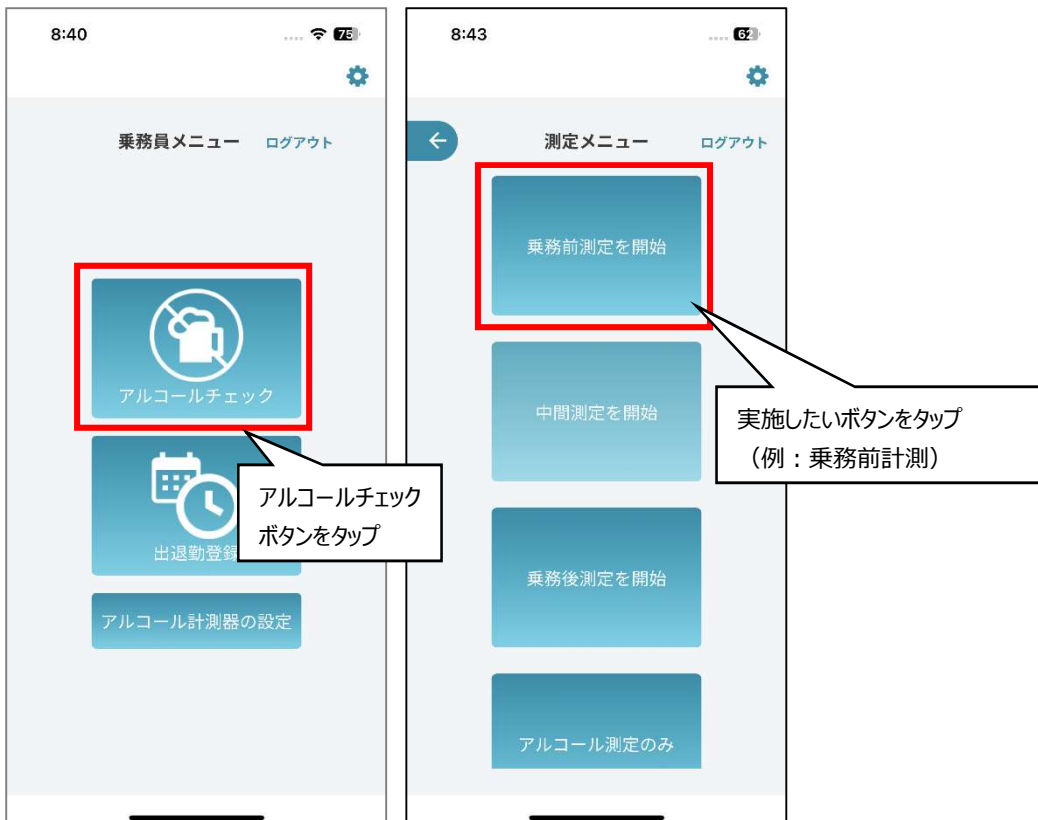 8:40
75
乗務員メニュー ログアウト
アルコールチェック
出退勤登録
アルコール計測器の設定
アルコールチェック
ボタンをタップ
8:43
62
測定メニュー ログアウト
乗務前測定を開始
中間測定を開始
乗務後測定を開始
アルコール測定のみ
実施したいボタンをタップ
（例：乗務前計測）